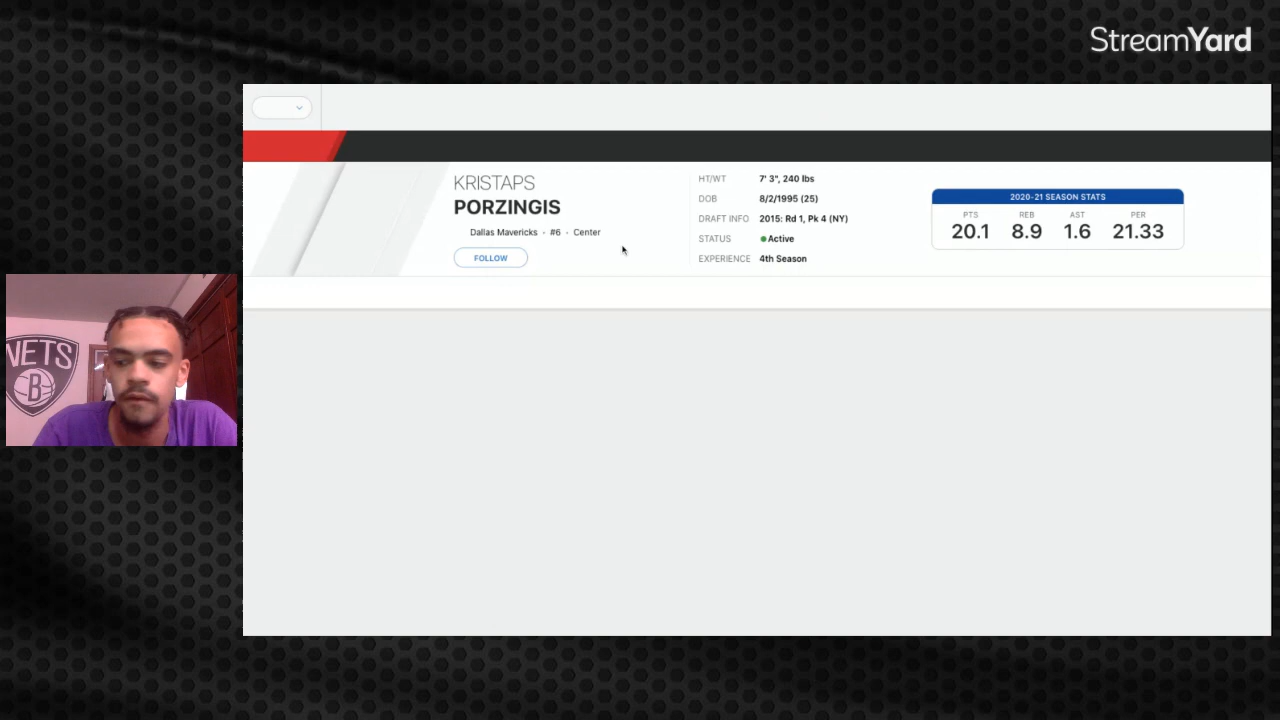 StreamYard
KRISTAPS
PORZINGIS
Dallas Mavericks · #6 · Center
FOLLOW
HT/WT 7' 3", 240 lbs
DOB 8/2/1995 (25)
DRAFT INFO 2015: Rd 1, Pk 4 (NY)
STATUS Active
EXPERIENCE 4th Season
2020-21 SEASON STATS
PTS REB AST PER
20.1 8.9 1.6 21.33
NETS
B